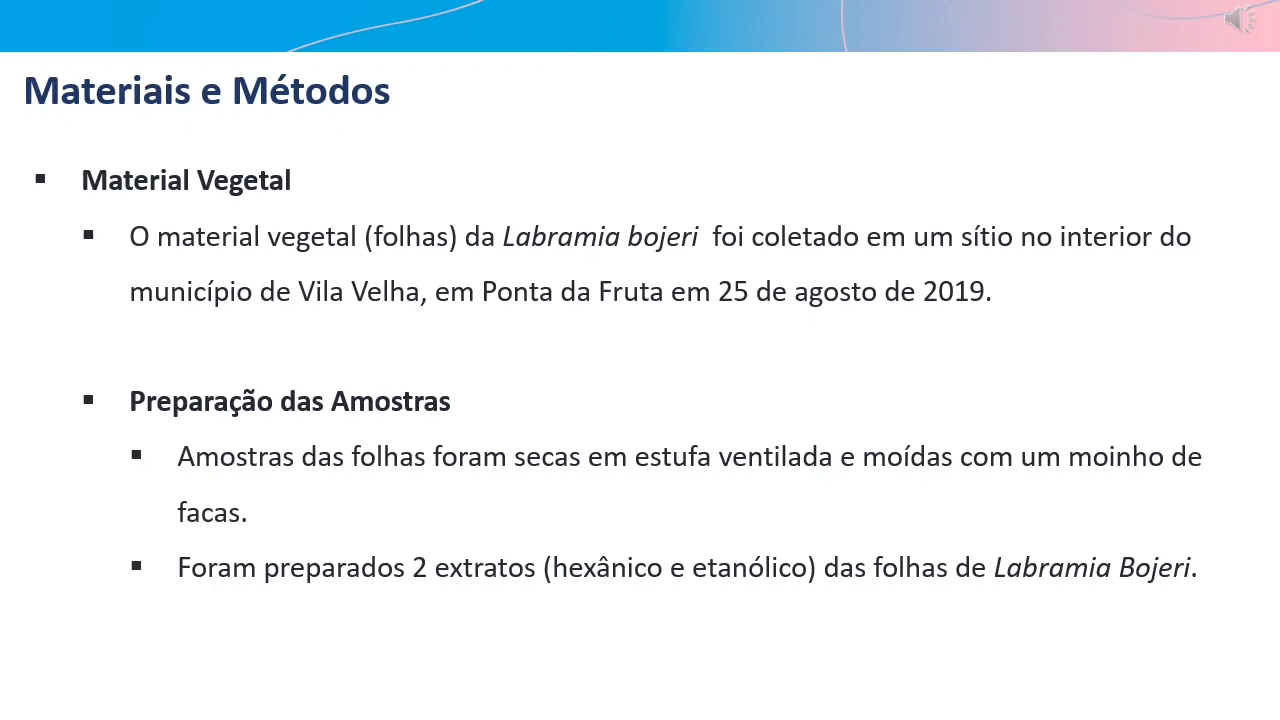 Materiais e Métodos
▪ Material Vegetal
▪ O material vegetal (folhas) da Labramia bojeri foi coletado em um sítio no interior do
município de Vila Velha, em Ponta da Fruta em 25 de agosto de 2019.
▪ Preparação das Amostras
▪ Amostras das folhas foram secas em estufa ventilada e moídas com um moinho de
facas.
▪ Foram preparados 2 extratos (hexânico e etanólico) das folhas de Labramia Bojeri.